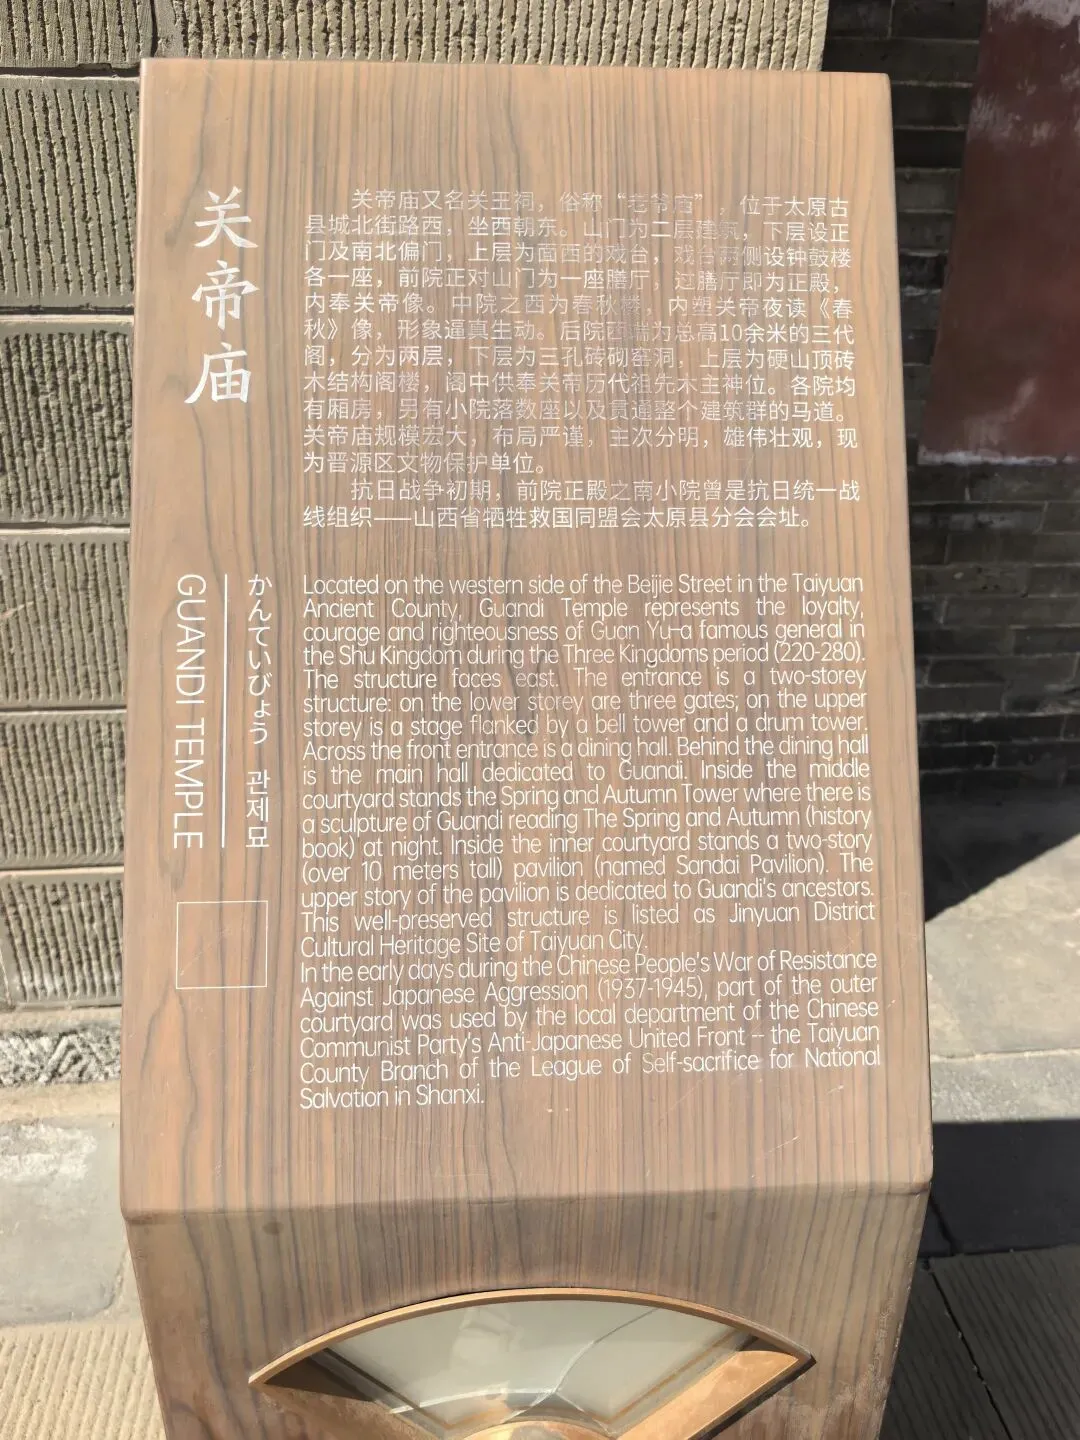 关帝庙
关帝庙又名关王祠，俗称“老爷庙”，位于太原古
县城北街路西，坐西朝东。山门为二层建筑，下层设正
门及南北偏门，上层为面西的戏台，戏台两侧设钟鼓楼
各一座，前院正对山门为一座膳厅，过膳厅即为正殿，
内奉关帝像。中院之西为春秋楼，内塑关帝夜读《春
秋》像，形象逼真生动。后院西端为总高10余米的三代
阁，分为两层，下层为三孔砖砌窑洞，上层为硬山顶砖
木结构阁楼，阁中供奉关帝历代祖先木主神位。各院均
有厢房，另有小院落数座以及贯通整个建筑群的马道。
关帝庙规模宏大，布局严谨，主次分明，雄伟壮观，现
为晋源区文物保护单位。
抗日战争初期，前院正殿之南小院曾是抗日统一战
线组织——山西省牺牲救国同盟会太原县分会会址。
かんていびょう 관제묘
GUANDI TEMPLE
Located on the western side of the Beijie Street in the Taiyuan
Ancient County, Guandi Temple represents the loyalty,
courage and righteousness of Guan Yu-a famous general in
the Shu Kingdom during the Three Kingdoms period (220-280).
The structure faces east. The entrance is a two-storey
structure: on the lower storey are three gates; on the upper
storey is a stage flanked by a bell tower and a drum tower.
Across the front entrance is a dining hall. Behind the dining hall
is the main hall dedicated to Guandi. Inside the middle
courtyard stands the Spring and Autumn Tower where there is
a sculpture of Guandi reading The Spring and Autumn (history
book) at night. Inside the inner courtyard stands a two-story
(over 10 meters tall) pavilion (named Sandai Pavilion). The
upper story of the pavilion is dedicated to Guandi's ancestors.
This well-preserved structure is listed as Jinyuan District
Cultural Heritage Site of Taiyuan City.
In the early days during the Chinese People's War of Resistance
Against Japanese Aggression (1937-1945), part of the outer
courtyard was used by the local department of the Chinese
Communist Party's Anti-Japanese United Front -- the Taiyuan
County Branch of the League of Self-sacrifice for National
Salvation in Shanxi.